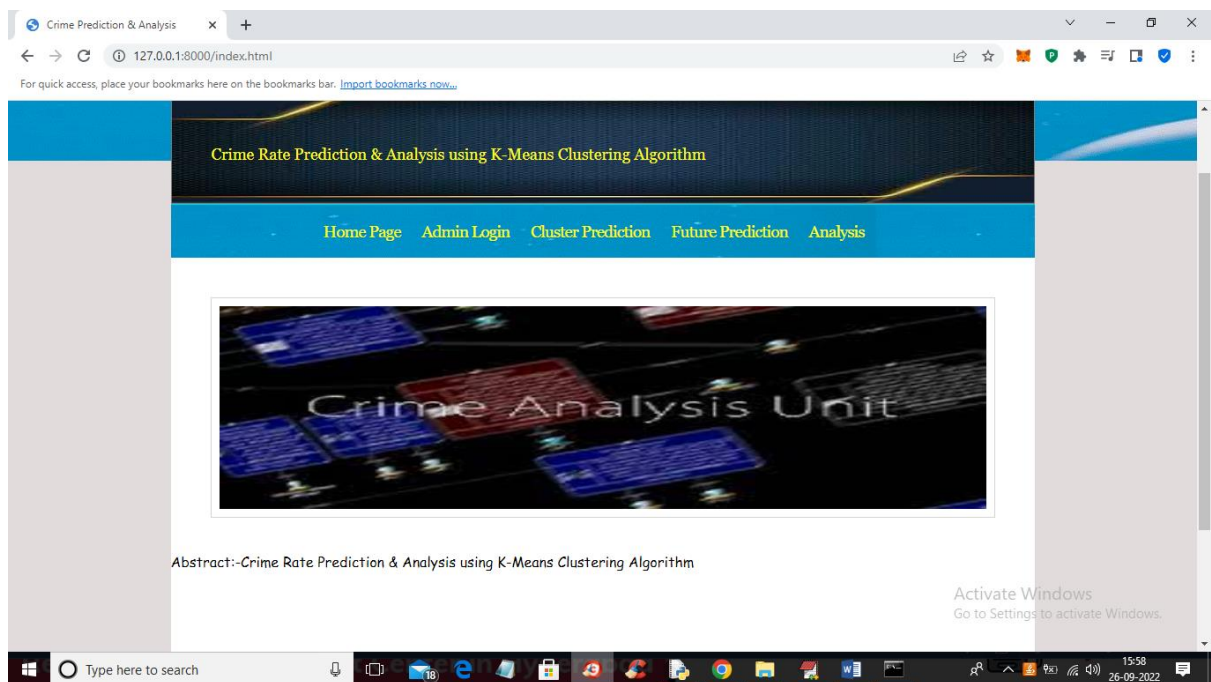 Crime Prediction & Analysis
127.0.0.1:8000/index.html
For quick access, place your bookmarks here on the bookmarks bar. Import bookmarks now...
Crime Rate Prediction & Analysis using K-Means Clustering Algorithm
Home Page Admin Login Cluster Prediction Future Prediction Analysis
Crime Analysis Unit
Abstract:-Crime Rate Prediction & Analysis using K-Means Clustering Algorithm
Activate Windows
Go to Settings to activate Windows.
Type here to search
18
15:58
26-09-2022